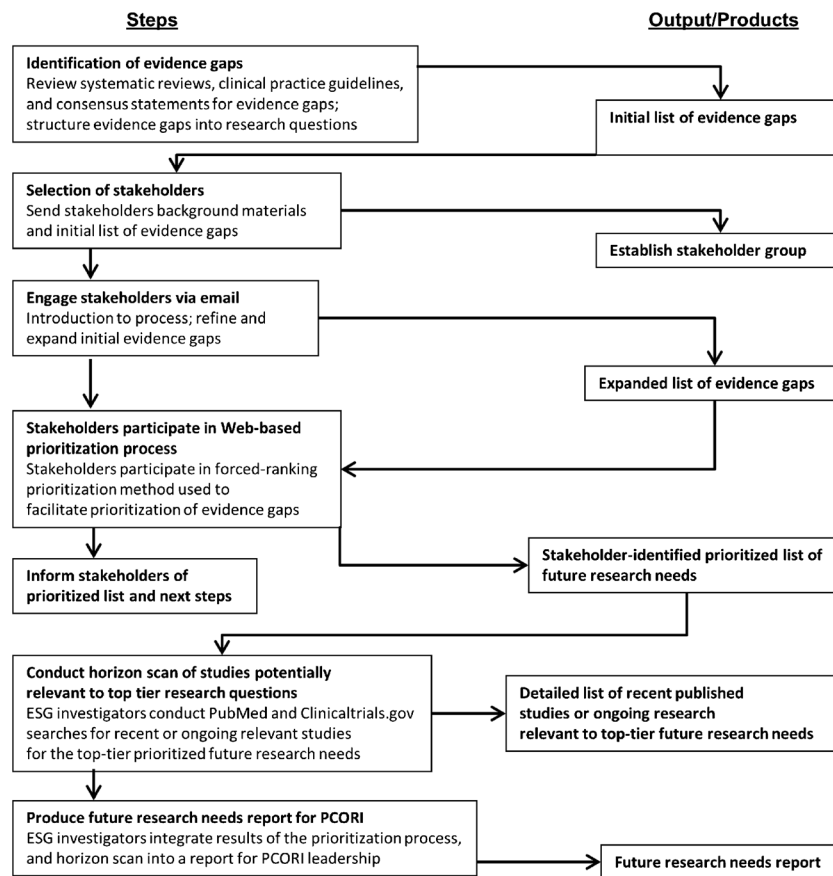 Steps
Output/Products
Identification of evidence gaps
Review systematic reviews, clinical practice guidelines,
and consensus statements for evidence gaps;
structure evidence gaps into research questions
Initial list of evidence gaps
Selection of stakeholders
Send stakeholders background materials
and initial list of evidence gaps
Establish stakeholder group
Engage stakeholders via email
Introduction to process; refine and
expand initial evidence gaps
Expanded list of evidence gaps
Stakeholders participate in Web-based
prioritization process
Stakeholders participate in forced-ranking
prioritization method used to
facilitate prioritization of evidence gaps
Stakeholder-identified prioritized list of
future research needs
Inform stakeholders of
prioritized list and next steps
Conduct horizon scan of studies potentially
relevant to top tier research questions
ESG investigators conduct PubMed and Clinicaltrials.gov
searches for recent or ongoing relevant studies
for the top-tier prioritized future research needs
Detailed list of recent published
studies or ongoing research
relevant to top-tier future research needs
Produce future research needs report for PCORI
ESG investigators integrate results of the prioritization process,
and horizon scan into a report for PCORI leadership
Future research needs report